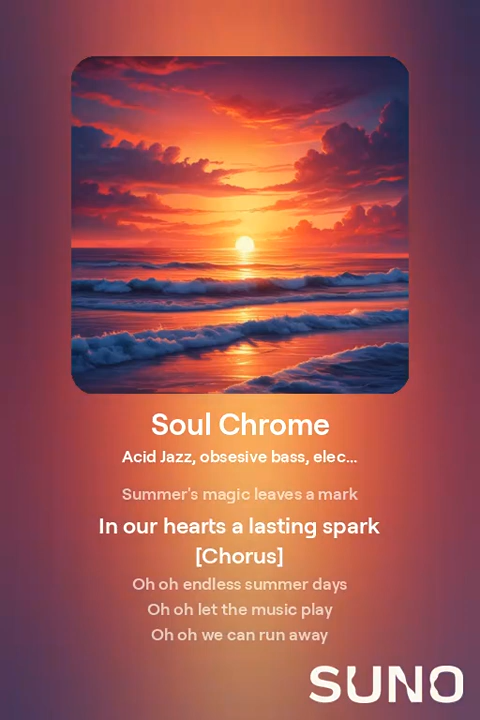 Soul Chrome
Acid Jazz, obsesive bass, elec...
Summer's magic leaves a mark
In our hearts a lasting spark
[Chorus]
Oh oh endless summer days
Oh oh let the music play
Oh oh we can run away
SUNO